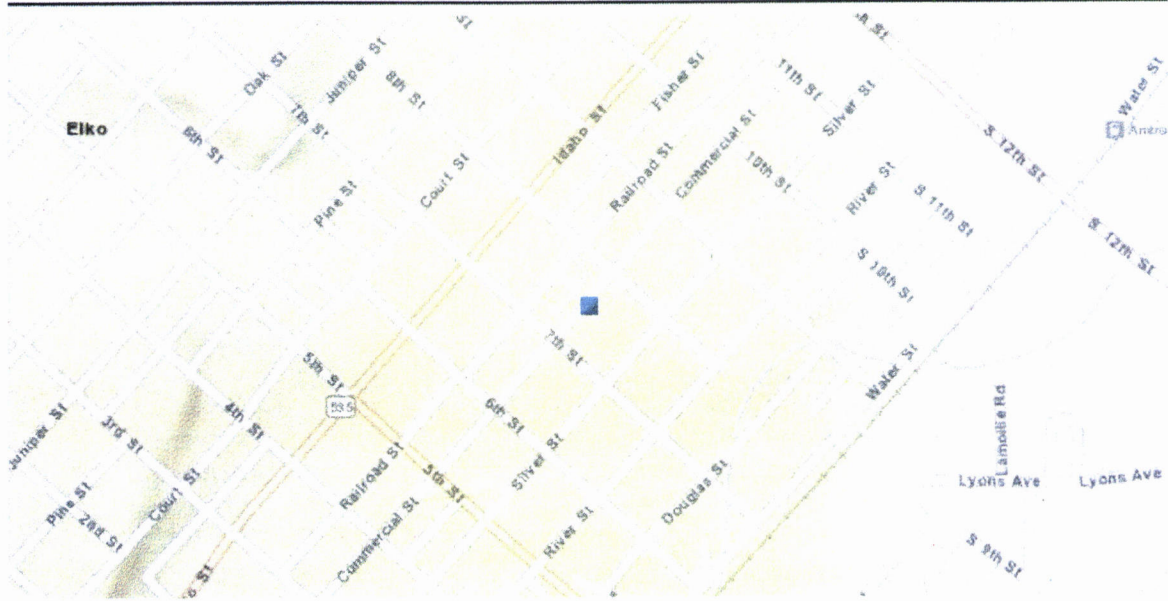 Oak St
Juniper St
8th St
7th St
Elko
6th St
Pine St
Court St
Idaho St
Fisher St
Railroad St
Commercial St
11th St
Silver St
10th St
River St
S 11th St
S 10th St
S 12th St
S 12th St
Water St
Water St
7th St
5th St
535
4th St
6th St
Silver St
Juniper St
3rd St
Pine St
2nd St
Court St
Railroad St
5th St
Commercial St
River St
Douglas St
Lamoille Rd
Lyons Ave
Lyons Ave
S 9th St
St